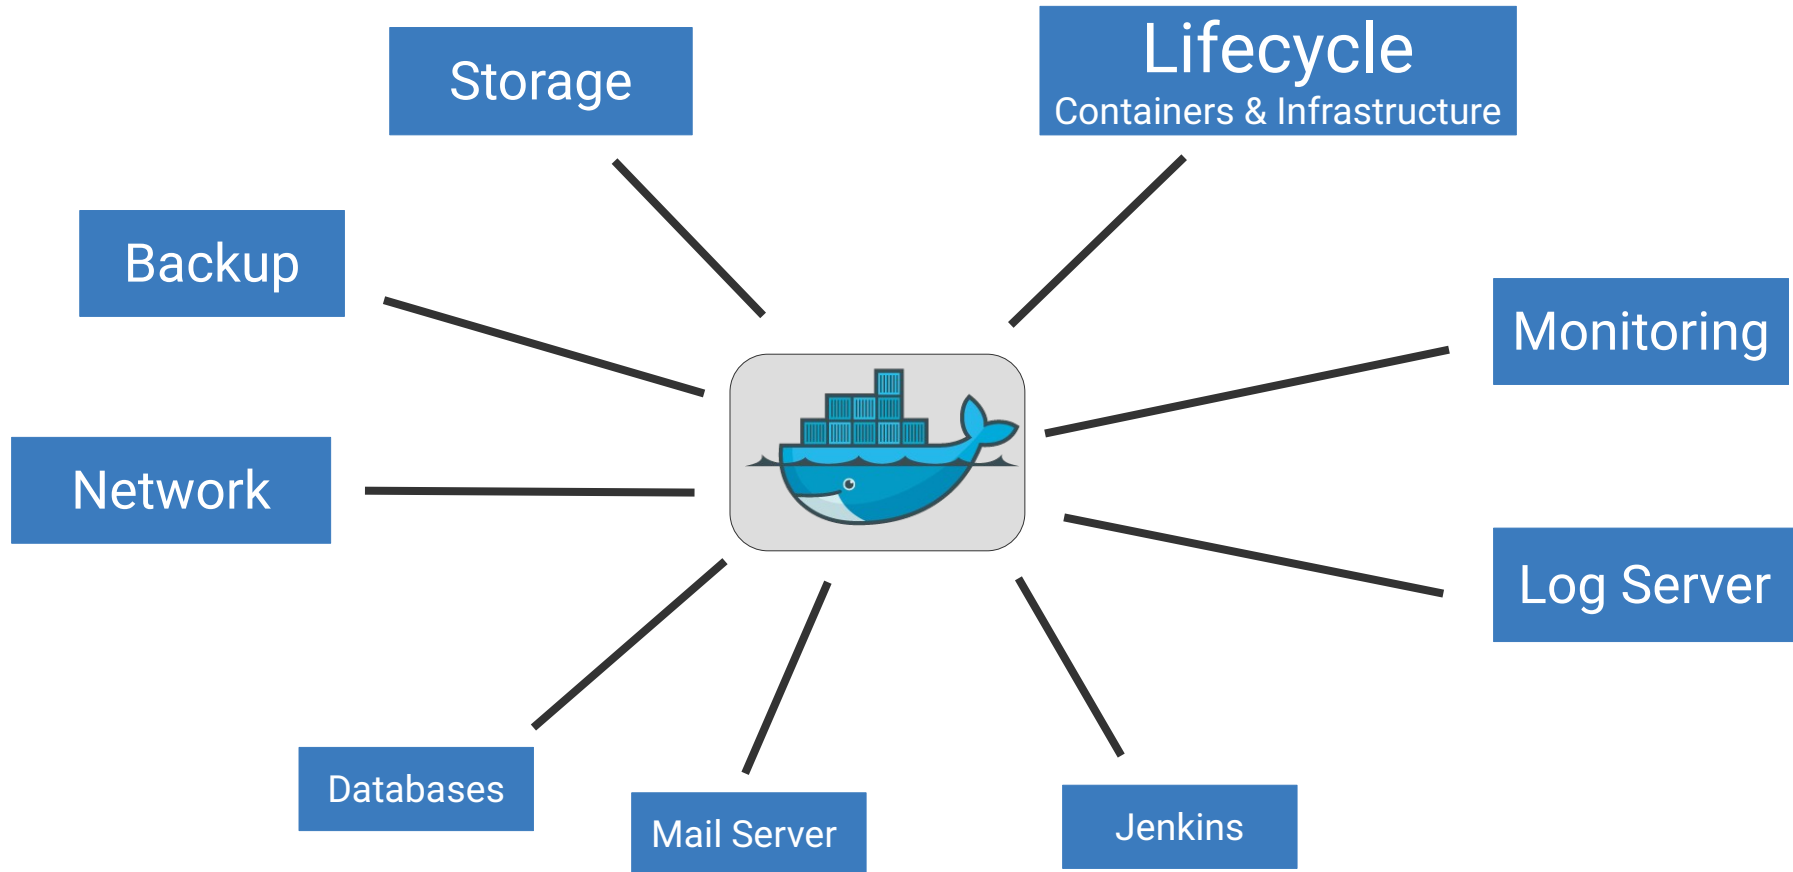 Storage
Lifecycle
Containers & Infrastructure
Backup
Monitoring
Network
Log Server
Databases
Mail Server
Jenkins